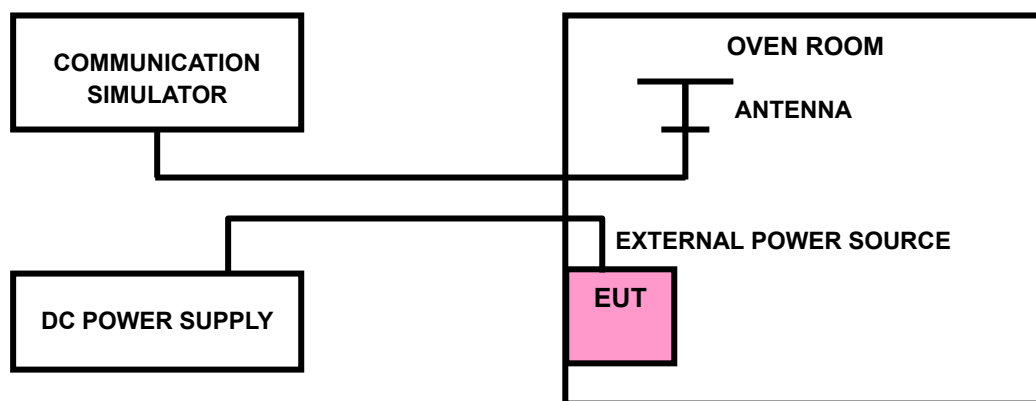 COMMUNICATION
SIMULATOR
OVEN ROOM
ANTENNA
EXTERNAL POWER SOURCE
EUT
DC POWER SUPPLY